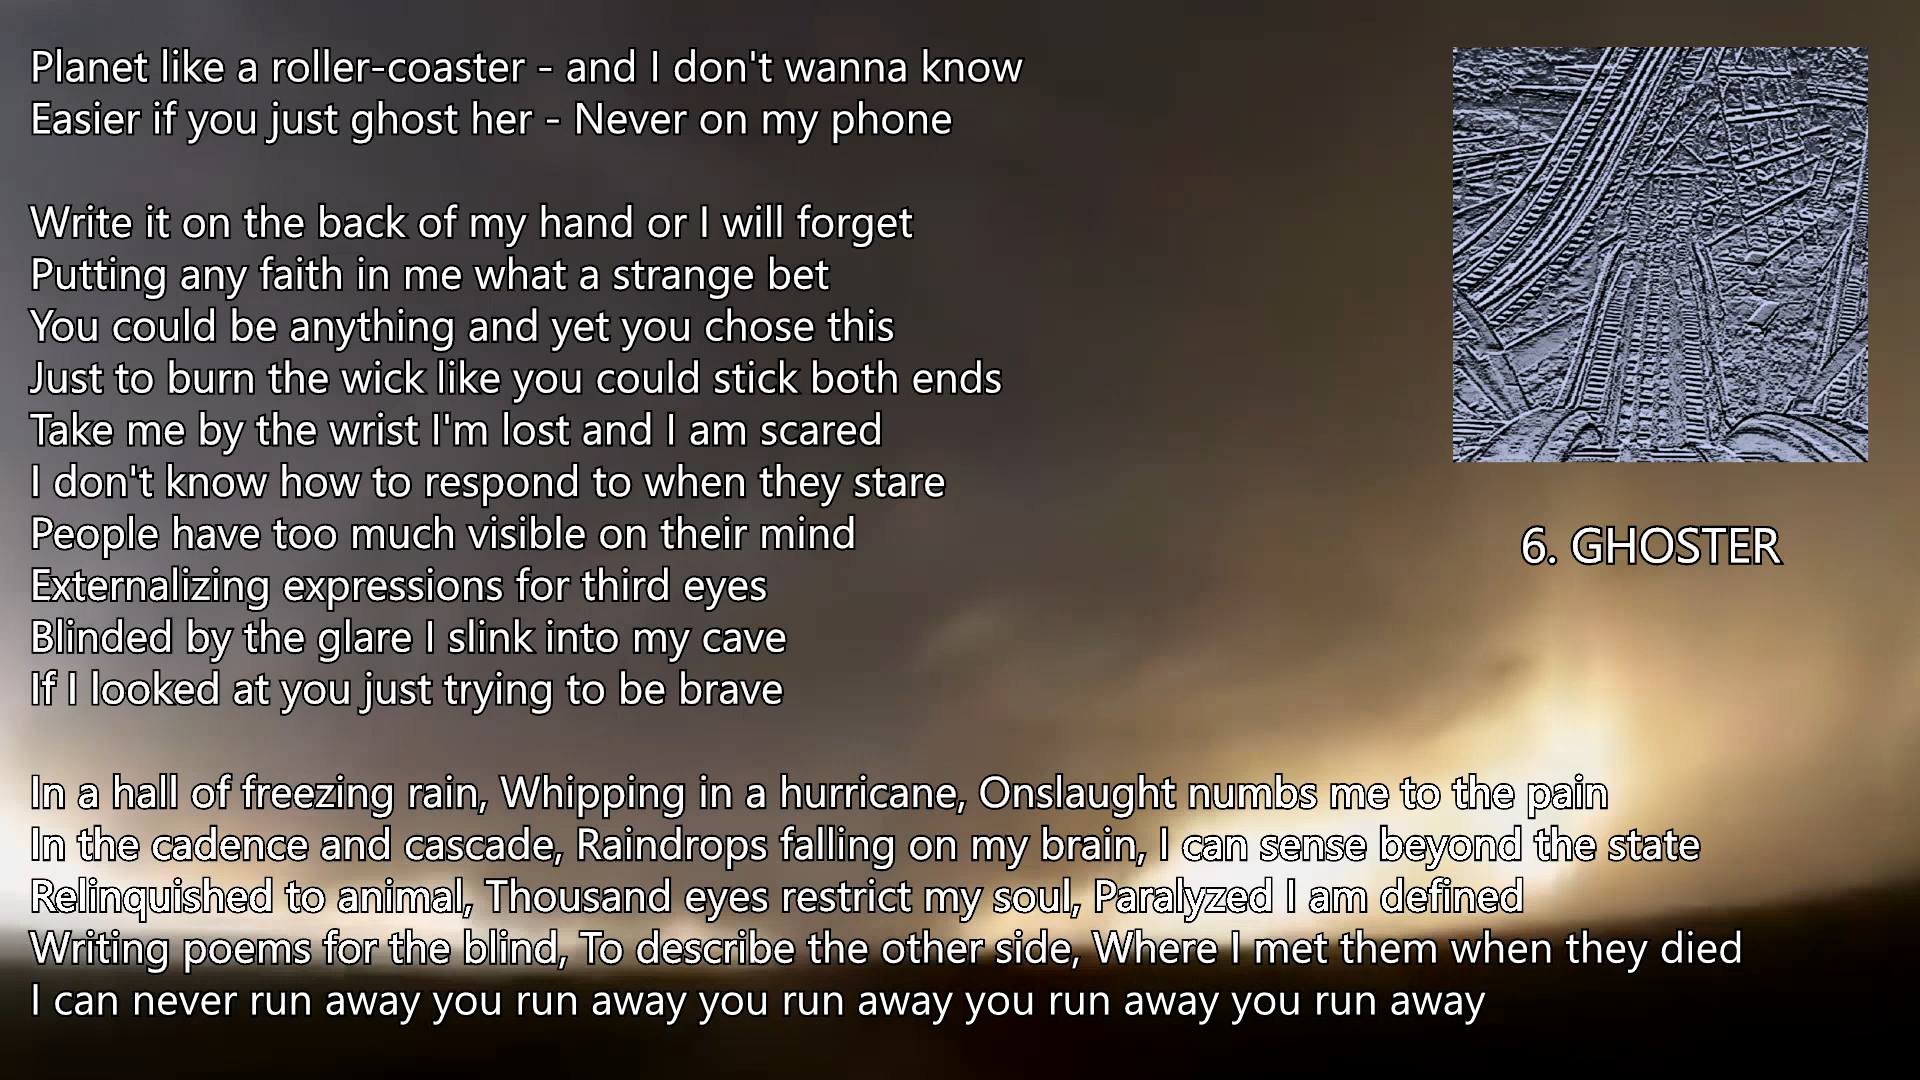 Planet like a roller-coaster - and I don't wanna know
Easier if you just ghost her - Never on my phone
Write it on the back of my hand or I will forget
Putting any faith in me what a strange bet
You could be anything and yet you chose this
Just to burn the wick like you could stick both ends
Take me by the wrist I'm lost and I am scared
I don't know how to respond to when they stare
People have too much visible on their mind
Externalizing expressions for third eyes
Blinded by the glare I slink into my cave
If I looked at you just trying to be brave
In a hall of freezing rain, Whipping in a hurricane, Onslaught numbs me to the pain
In the cadence and cascade, Raindrops falling on my brain, I can sense beyond the state
Relinquished to animal, Thousand eyes restrict my soul, Paralyzed I am defined
Writing poems for the blind, To describe the other side, Where I met them when they died
I can never run away you run away you run away you run away you run away
6. GHOSTER